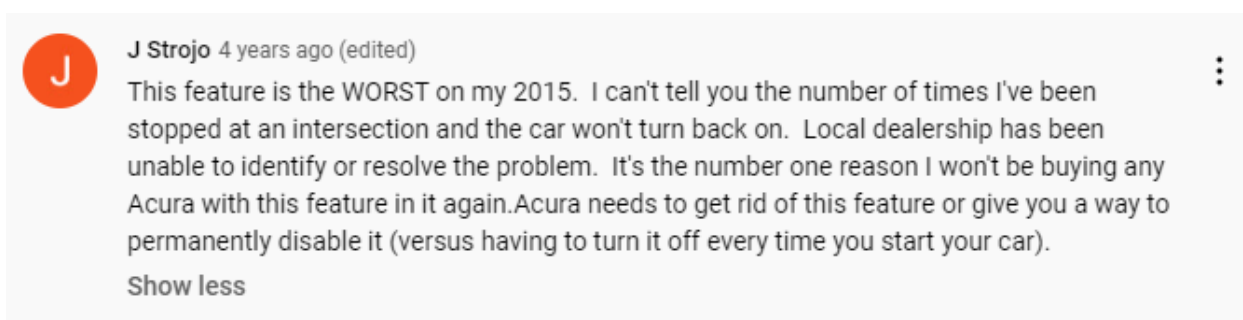 J
J Strojo 4 years ago (edited)
This feature is the WORST on my 2015.  I can't tell you the number of times I've been
stopped at an intersection and the car won't turn back on.  Local dealership has been
unable to identify or resolve the problem.  It's the number one reason I won't be buying any
Acura with this feature in it again.Acura needs to get rid of this feature or give you a way to
permanently disable it (versus having to turn it off every time you start your car).
Show less